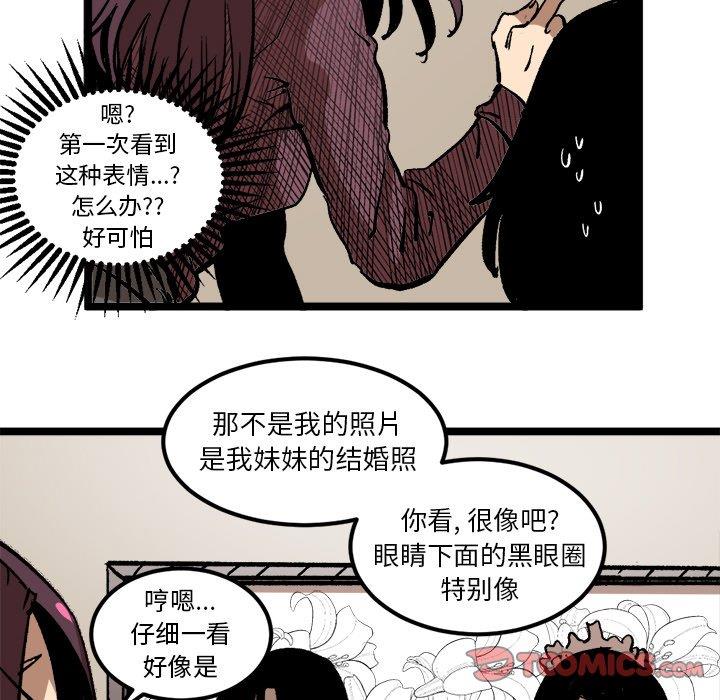 嗯?
第一次看到
这种表情...?
怎么办??
好可怕
那不是我的照片
是我妹妹的结婚照
你看, 很像吧?
眼睛下面的黑眼圈
特别像
哼嗯...
仔细一看
好像是
TCOMICS.COM